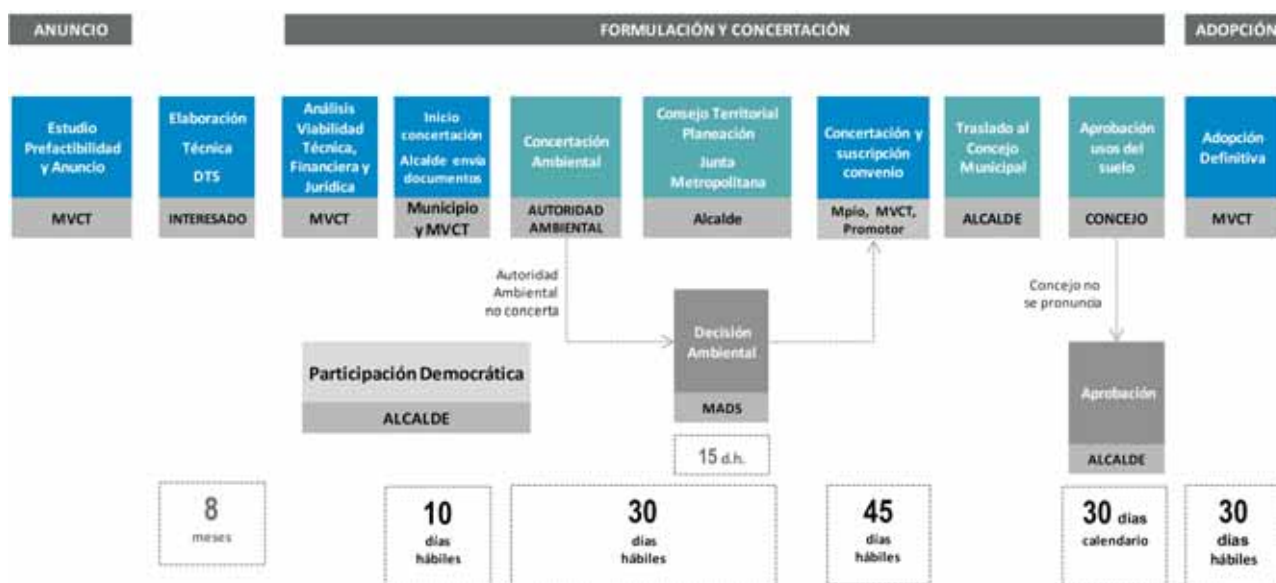 ANUNCIO
FORMULACIÓN Y CONCERTACIÓN
ADOPCIÓN
Estudio
Prefactibilidad
y Anuncio
MVCT
Elaboración
Técnica
DTS
INTERESADO
Análisis
Viabilidad
Técnica,
Financiera y
Jurídica
MVCT
Inicio
concertación
Alcalde envía
documentos
Municipio
y MVCT
Concertación
Ambiental
AUTORIDAD
AMBIENTAL
Consejo Territorial
Planeación
Junta
Metropolitana
Alcalde
Concertación y
suscripción
convenio
Mpio, MVCT,
Promotor
Traslado al
Concejo
Municipal
ALCALDE
Aprobación
usos del
suelo
CONCEJO
Adopción
Definitiva
MVCT
Autoridad
Ambiental
no concerta
Decisión
Ambiental
MADS
15 d.h.
Concejo no
se pronuncia
Aprobación
ALCALDE
Participación Democrática
ALCALDE
8
meses
10
días
hábiles
30
días
hábiles
45
días
hábiles
30 días
calendario
30
días
hábiles